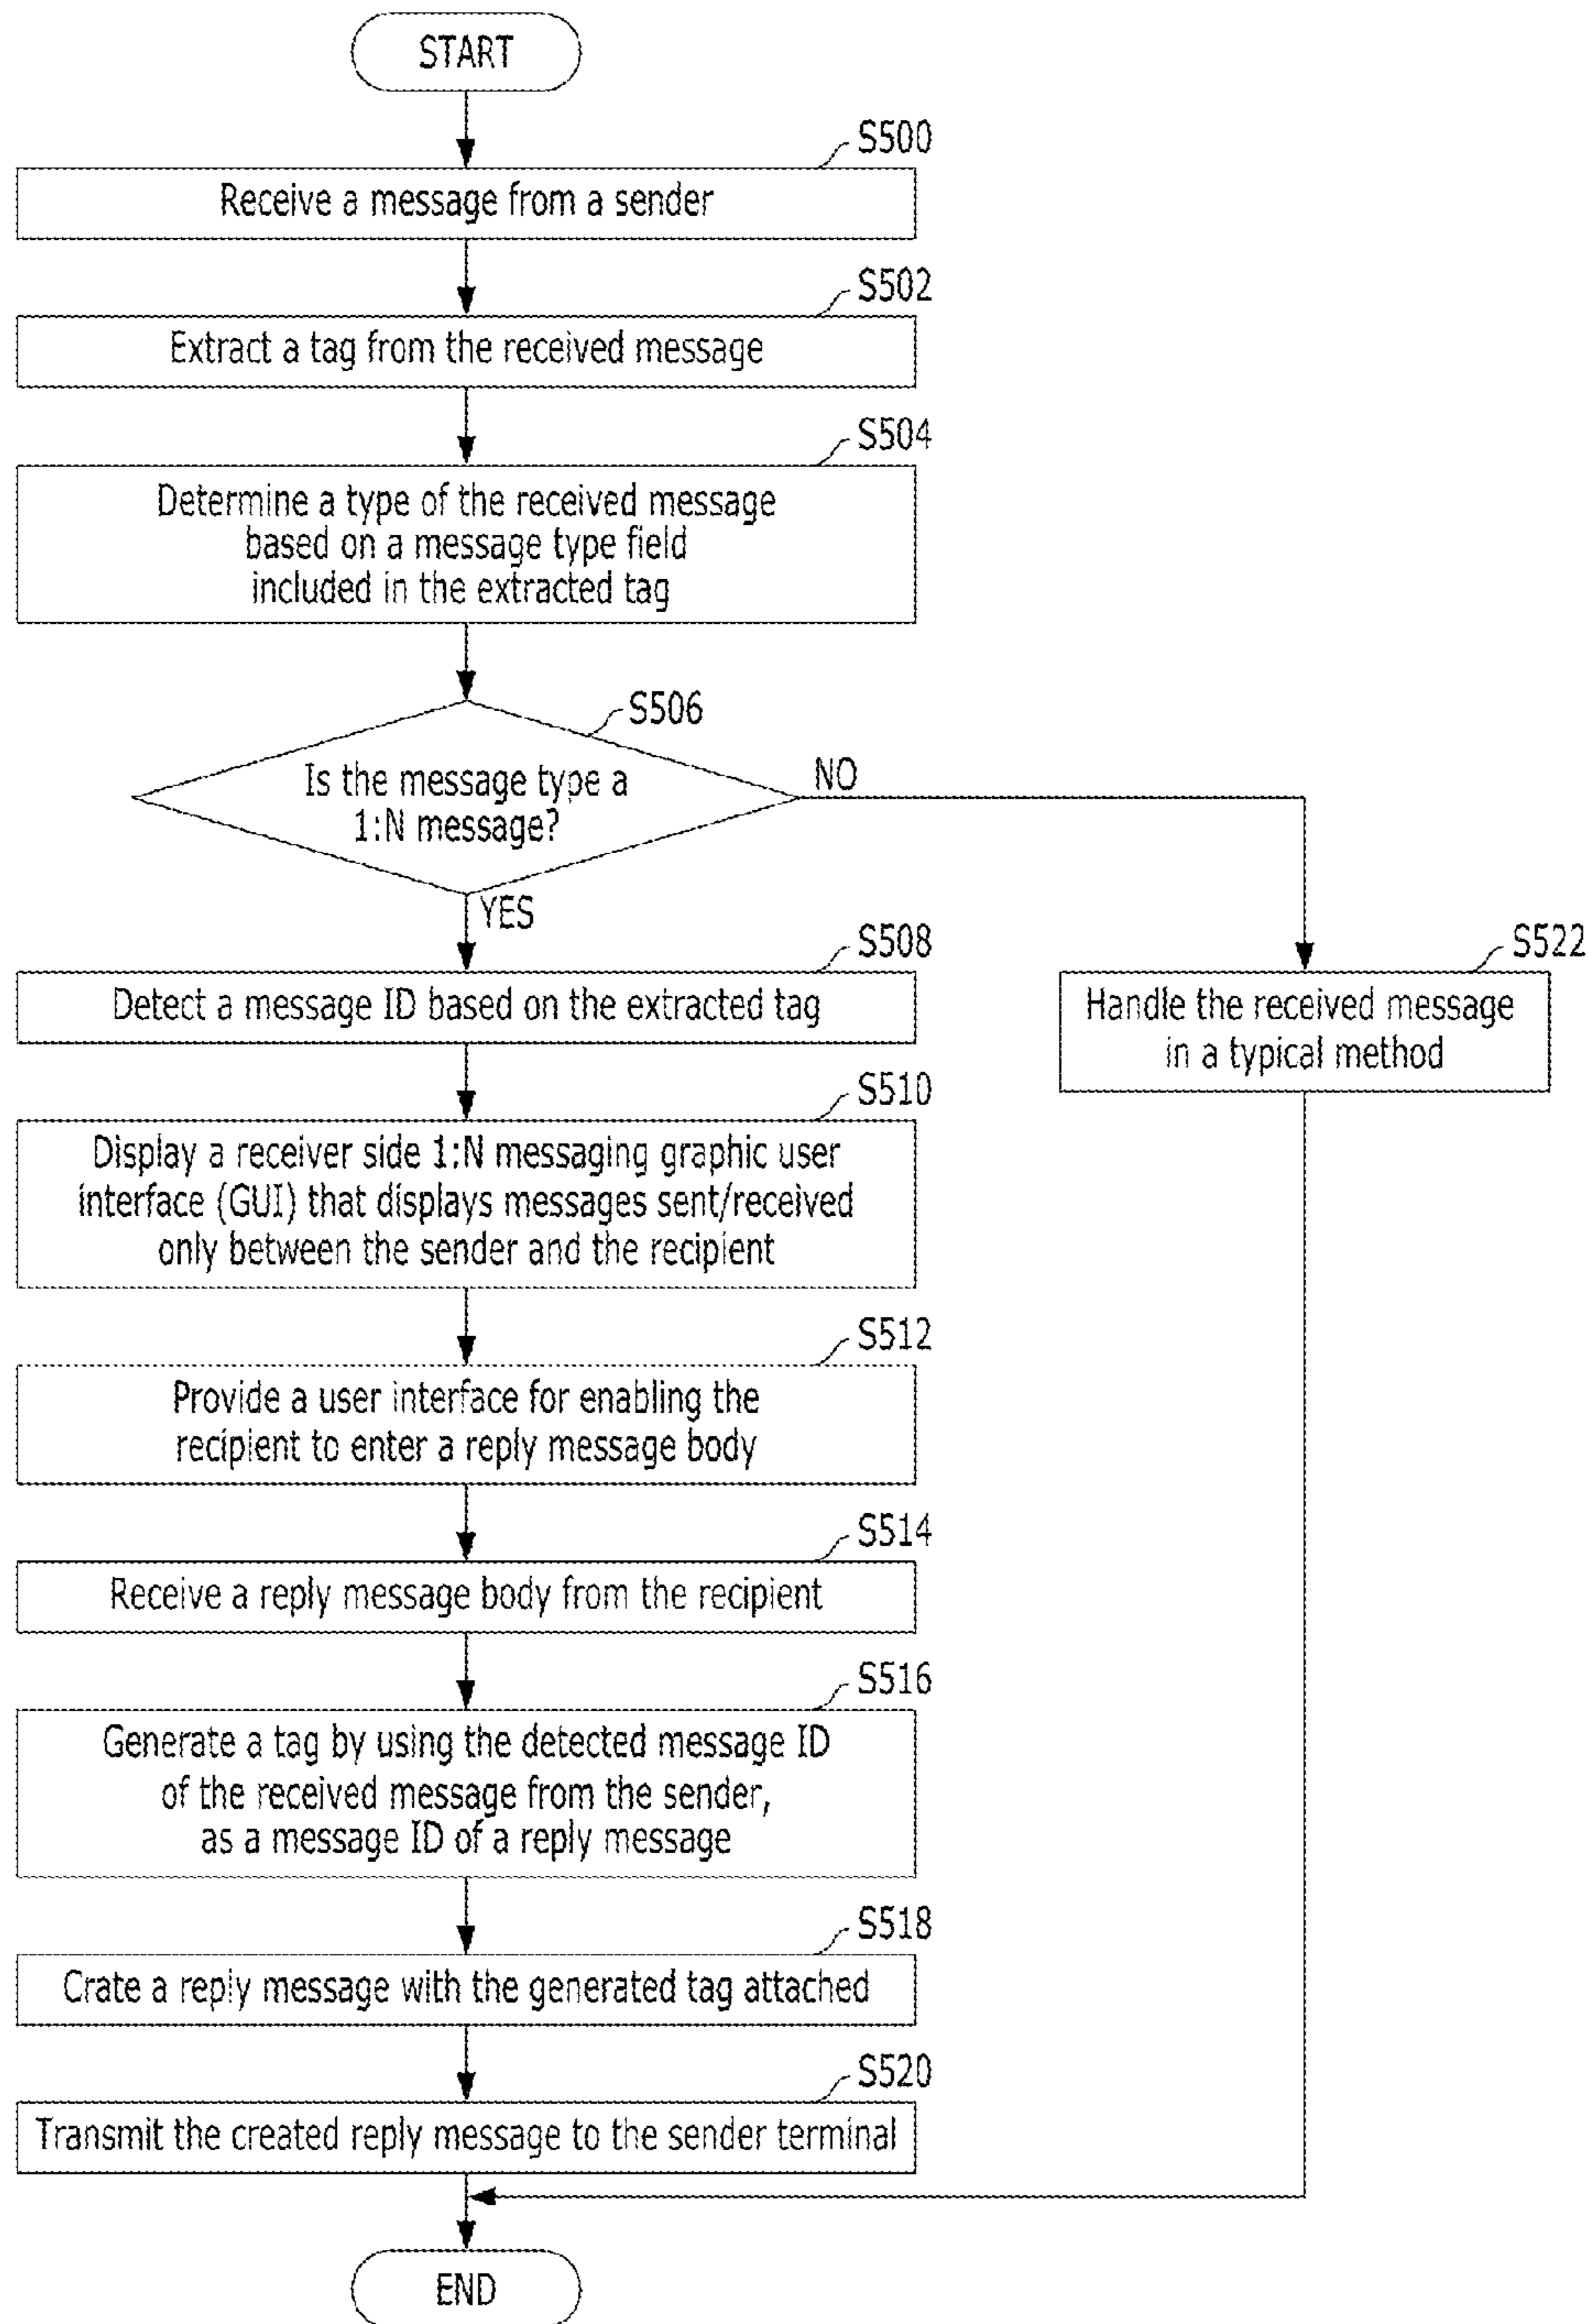 START
S500
Receive a message from a sender
S502
Extract a tag from the received message
S504
Determine a type of the received message
based on a message type field
included in the extracted tag
S506
Is the message type a
1:N message?
NO
YES
S508
Detect a message ID based on the extracted tag
S522
Handle the received message
in a typical method
S510
Display a receiver side 1:N messaging graphic user
interface (GUI) that displays messages sent/received
only between the sender and the recipient
S512
Provide a user interface for enabling the
recipient to enter a reply message body
S514
Receive a reply message body from the recipient
S516
Generate a tag by using the detected message ID
of the received message from the sender,
as a message ID of a reply message
S518
Crate a reply message with the generated tag attached
S520
Transmit the created reply message to the sender terminal
END